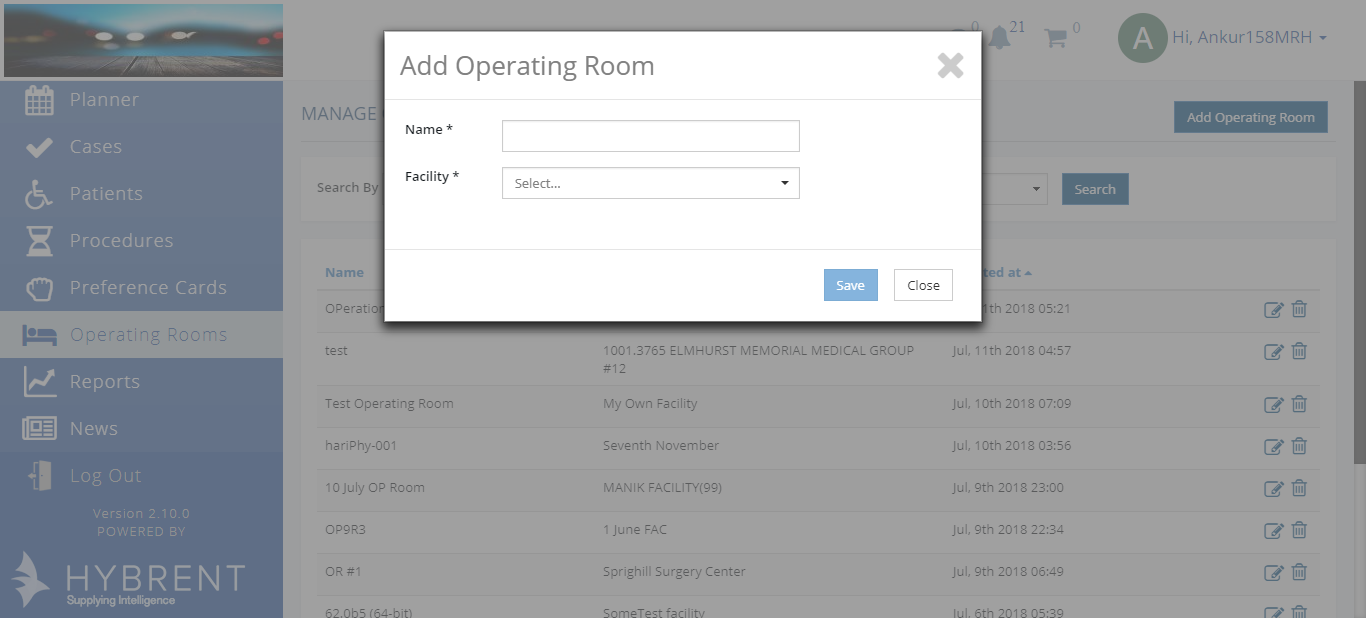 0
21
0
A
Hi, Ankur158MRH
Planner
Cases
Patients
Procedures
Preference Cards
Operating Rooms
Reports
News
Log Out
Version 2.10.0
POWERED BY
HYBRENT
Supplying Intelligence
MANAGE
Add Operating Room
Search By
Search
Add Operating Room
Name *
Facility *
Select...
Save
Close
Name
ted at
OPeration
1th 2018 05:21
test
1001.3765 ELMHURST MEMORIAL MEDICAL GROUP
#12
Jul, 11th 2018 04:57
Test Operating Room
My Own Facility
Jul, 10th 2018 07:09
hariPhy-001
Seventh November
Jul, 10th 2018 03:56
10 July OP Room
MANIK FACILITY(99)
Jul, 9th 2018 23:00
OP9R3
1 June FAC
Jul, 9th 2018 22:34
OR #1
Sprighill Surgery Center
Jul, 9th 2018 06:49
62.0b5 (64-bit)
SomeTest facility
Jul, 6th 2018 05:39